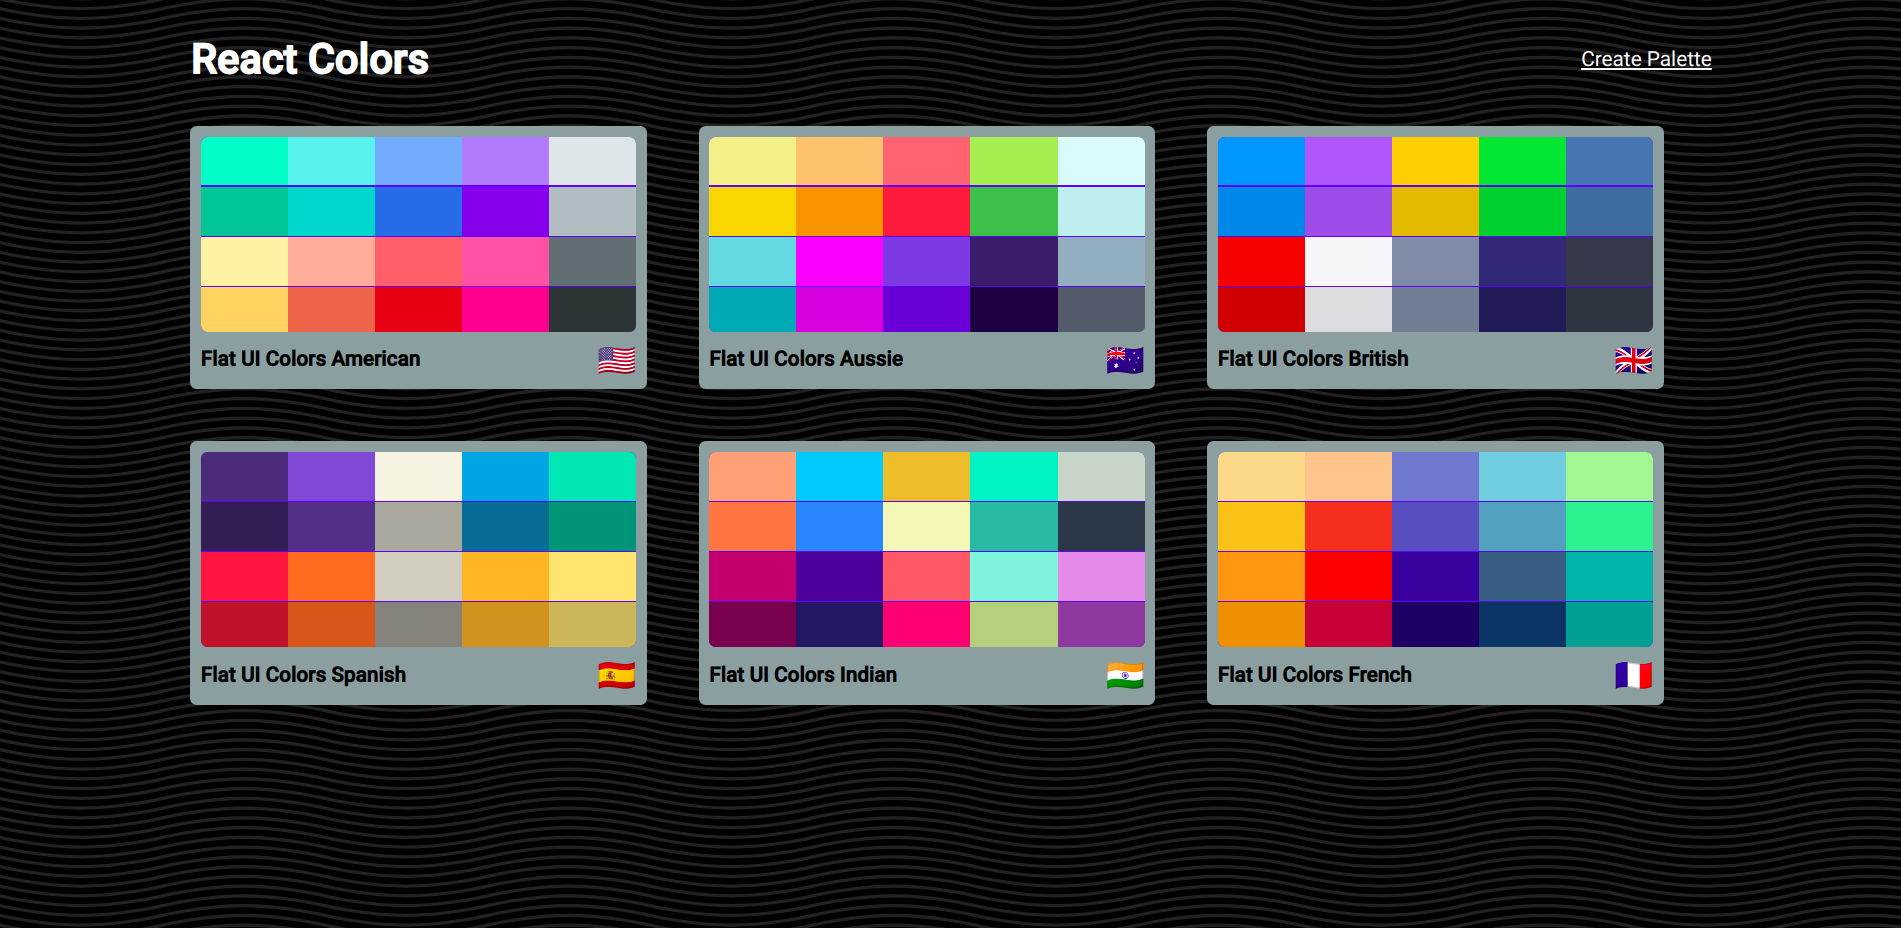 React Colors
Create Palette
Flat UI Colors American
Flat UI Colors Aussie
Flat UI Colors British
Flat UI Colors Spanish
Flat UI Colors Indian
Flat UI Colors French